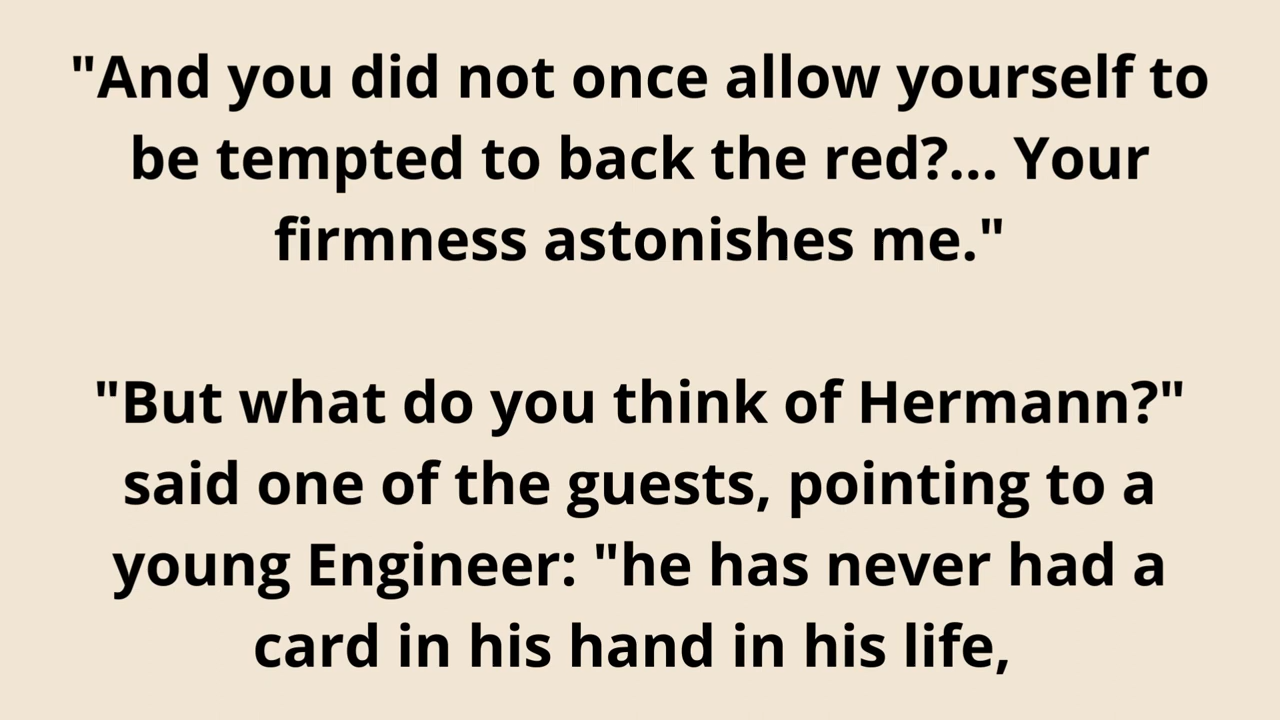 "And you did not once allow yourself to
be tempted to back the red?... Your
firmness astonishes me."
"But what do you think of Hermann?"
said one of the guests, pointing to a
young Engineer: "he has never had a
card in his hand in his life,